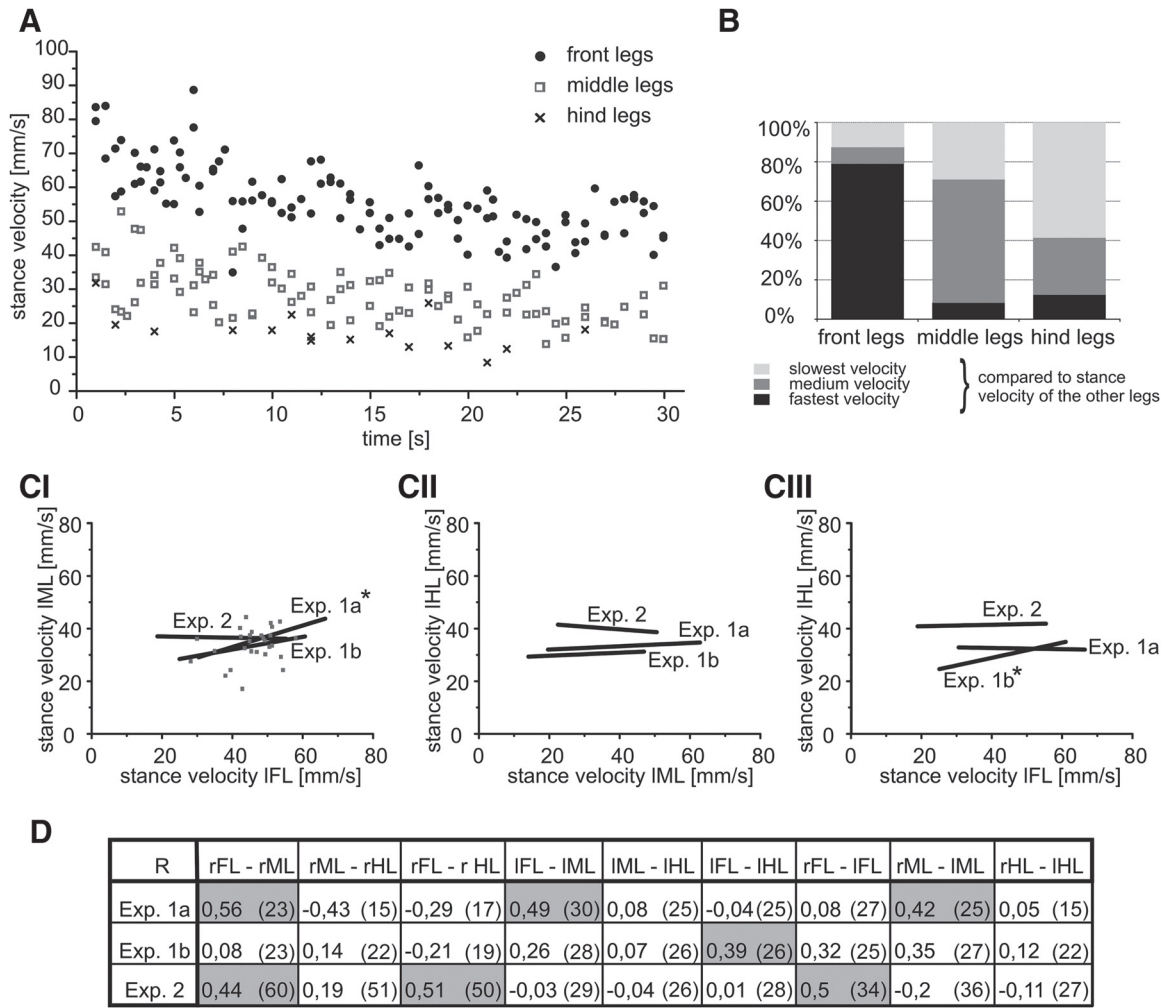 A
stance velocity [mm/s]
100
90
80
70
60
50
40
30
20
10
0
front legs
middle legs
hind legs
0 5 10 15 20 25 30
time [s]
B
100%
80%
60%
40%
20%
0%
front legs middle legs hind legs
slowest velocity
medium velocity
fastest velocity
compared to stance
velocity of the other legs
CI
stance velocity lML [mm/s]
80
60
40
20
0
Exp. 2
Exp. 1a*
Exp. 1b
0 20 40 60 80
stance velocity lFL [mm/s]
CII
stance velocity lHL [mm/s]
80
60
40
20
0
Exp. 2
Exp. 1a
Exp. 1b
0 20 40 60 80
stance velocity lML [mm/s]
CIII
stance velocity lHL [mm/s]
80
60
40
20
0
Exp. 2
Exp. 1a
Exp. 1b*
0 20 40 60 80
stance velocity lFL [mm/s]
D
R rFL - rML rML - rHL rFL - r HL lFL - lML lML - lHL lFL - lHL rFL - lFL rML - lML rHL - lHL
Exp. 1a 0,56 (23) -0,43 (15) -0,29 (17) 0,49 (30) 0,08 (25) -0,04(25) 0,08 (27) 0,42 (25) 0,05 (15)
Exp. 1b 0,08 (23) 0,14 (22) -0,21 (19) 0,26 (28) 0,07 (26) 0,39 (26) 0,32 (25) 0,35 (27) 0,12 (22)
Exp. 2 0,44 (60) 0,19 (51) 0,51 (50) -0,03 (29) -0,04 (26) 0,01 (28) 0,5 (34) -0,2 (36) -0,11 (27)